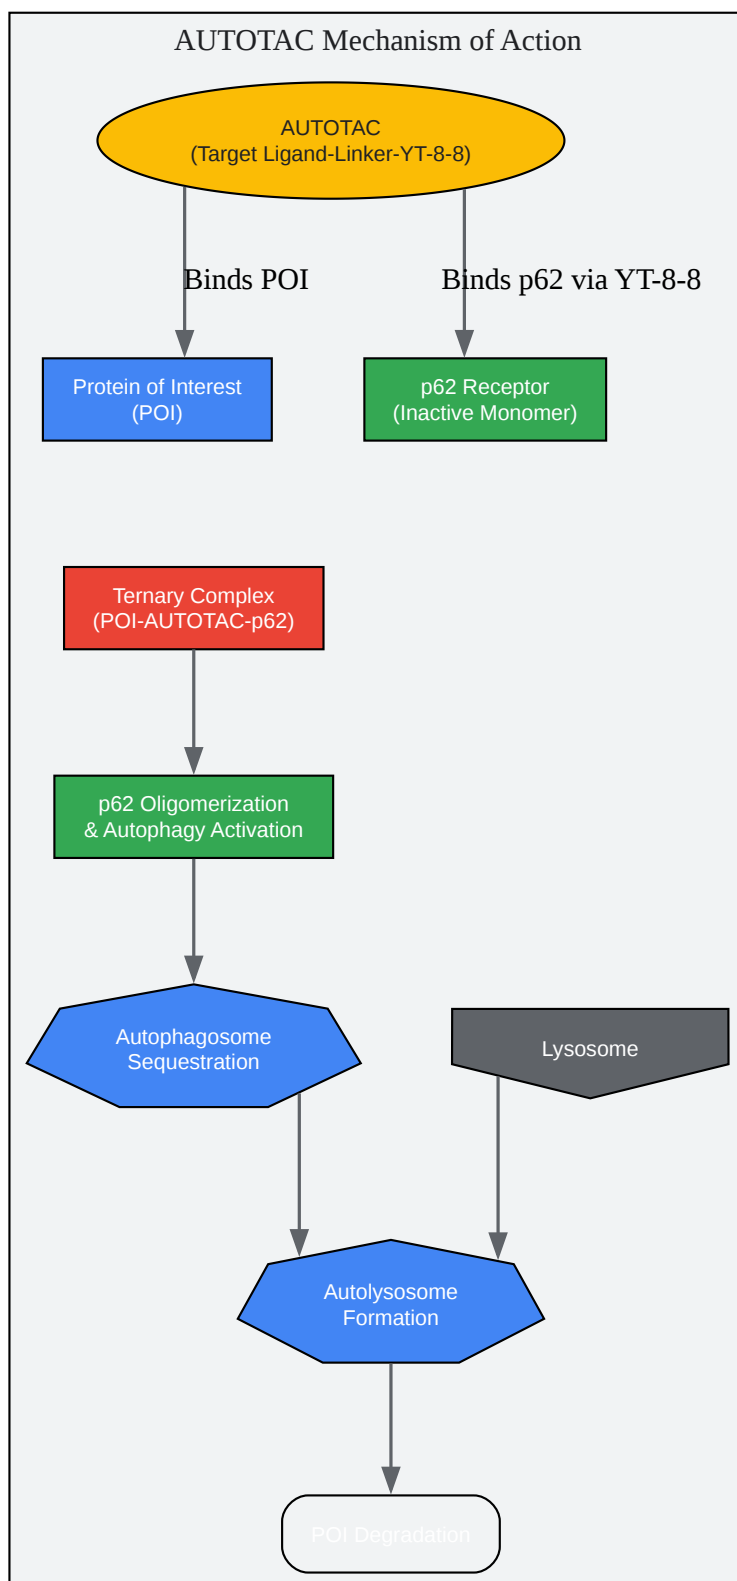 AUTOTAC Mechanism of Action
AUTOTAC
(Target Ligand-Linker-YT-8-8)
Binds POI
Binds p62 via YT-8-8
Protein of Interest
(POI)
p62 Receptor
(Inactive Monomer)
Ternary Complex
(POI-AUTOTAC-p62)
p62 Oligomerization
& Autophagy Activation
Autophagosome
Sequestration
Lysosome
Autolysosome
Formation
POI Degradation